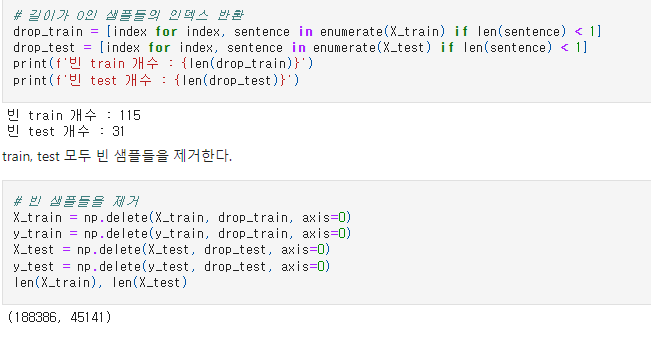 # 길이가 0인 샘플들의 인덱스 반환
drop_train = [index for index, sentence in enumerate(X_train) if len(sentence) < 1]
drop_test = [index for index, sentence in enumerate(X_test) if len(sentence) < 1]
print(f'빈 train 개수 : {len(drop_train)}')
print(f'빈 test 개수 : {len(drop_test)}')
빈 train 개수 : 115
빈 test 개수 : 31
train, test 모두 빈 샘플들을 제거한다.
# 빈 샘플들을 제거
X_train = np.delete(X_train, drop_train, axis=0)
y_train = np.delete(y_train, drop_train, axis=0)
X_test = np.delete(X_test, drop_test, axis=0)
y_test = np.delete(y_test, drop_test, axis=0)
len(X_train), len(X_test)
(188386, 45141)